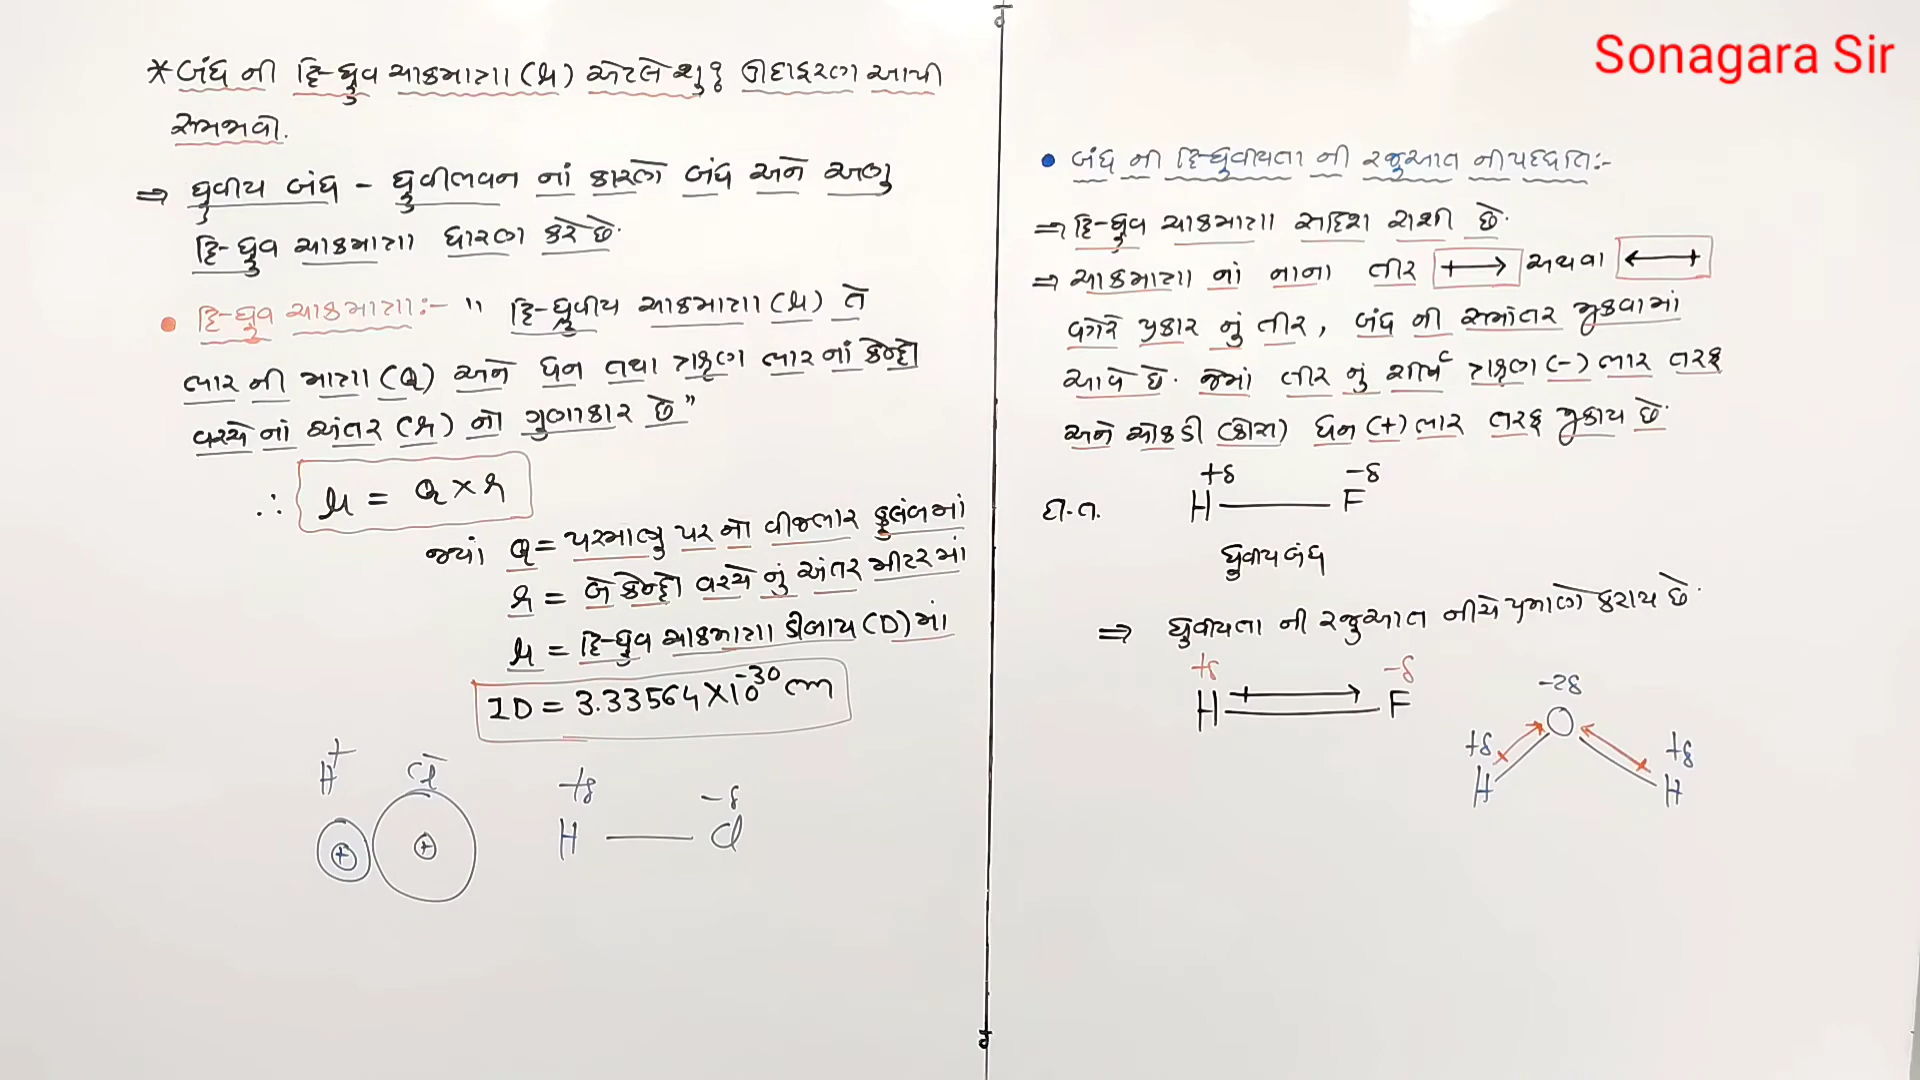 * બંધ ની દ્વિ-ધ્રુવ ચાકમાત્રા (μ) એટલે શુ? ઉદાહરણ આપી
સમજાવો.
⇒ ધ્રુવીય બંધ - ધ્રુવીભવન નાં કારણે બંધ અને અણુ
દ્વિ-ધ્રુવ ચાકમાત્રા ધારણ કરે છે.
• દ્વિ-ધ્રુવ ચાકમાત્રા:- " દ્વિ-ધ્રુવીય ચાકમાત્રા (μ) તે
ભાર ની માત્રા (Q) અને ધન તથા ઋણ ભાર નાં કેન્દ્રો
વચ્ચે નાં અંતર (r) નો ગુણાકાર છે"
∴ μ = Q × r
જ્યાં Q = પરમાણુ પર નો વીજભાર કુલંબમાં
r = બે કેન્દ્રો વચ્ચે નું અંતર મીટરમાં
μ = દ્વિ-ધ્રુવ ચાકમાત્રા ડીબાય (D) માં
1D = 3.33564 × 10⁻³⁰ cm
H⁺ Cl⁻
+δ -δ
H — Cl
Sonagara Sir
• બંધ ની દ્વિ-ધ્રુવીયતા ની રજુઆત ની પદ્ધતિ:-
⇒ દ્વિ-ધ્રુવ ચાકમાત્રા સદિશ રાશી છે.
⇒ ચાકમાત્રા નાં નાના તીર +→ અથવા ←+
વગેરે પ્રકાર નું તીર, બંધ ની સમાંતર મુકવામાં
આવે છે. જેમાં તીર નું શીર્ષ ઋણ (-) ભાર તરફ
અને ચોકડી (ક્રોસ) ધન (+) ભાર તરફ મુકાય છે.
+δ -δ
દા.ત. H — F
ધ્રુવીય બંધ
⇒ ધ્રુવીયતા ની રજુઆત નીચે પ્રમાણે કરાય છે.
+δ -δ
H F
-2δ
O
+δ +δ
H H